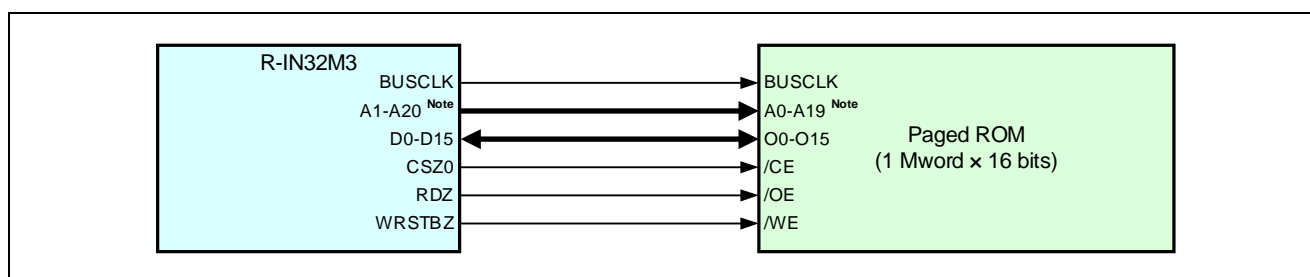 R-IN32M3
BUSCLK
A1-A20 Note
D0-D15
CSZ0
RDZ
WRSTBZ
BUSCLK
A0-A19 Note
O0-O15
/CE
/OE
/WE
Paged ROM
(1 Mword × 16 bits)